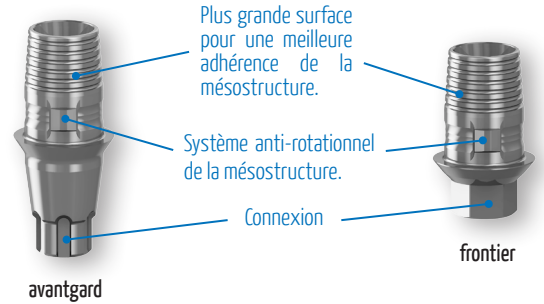 Plus grande surface
pour une meilleure
adhérence de la
mésostructure.
Système anti-rotationnel
de la mésostructure.
Connexion
frontier
avantgard